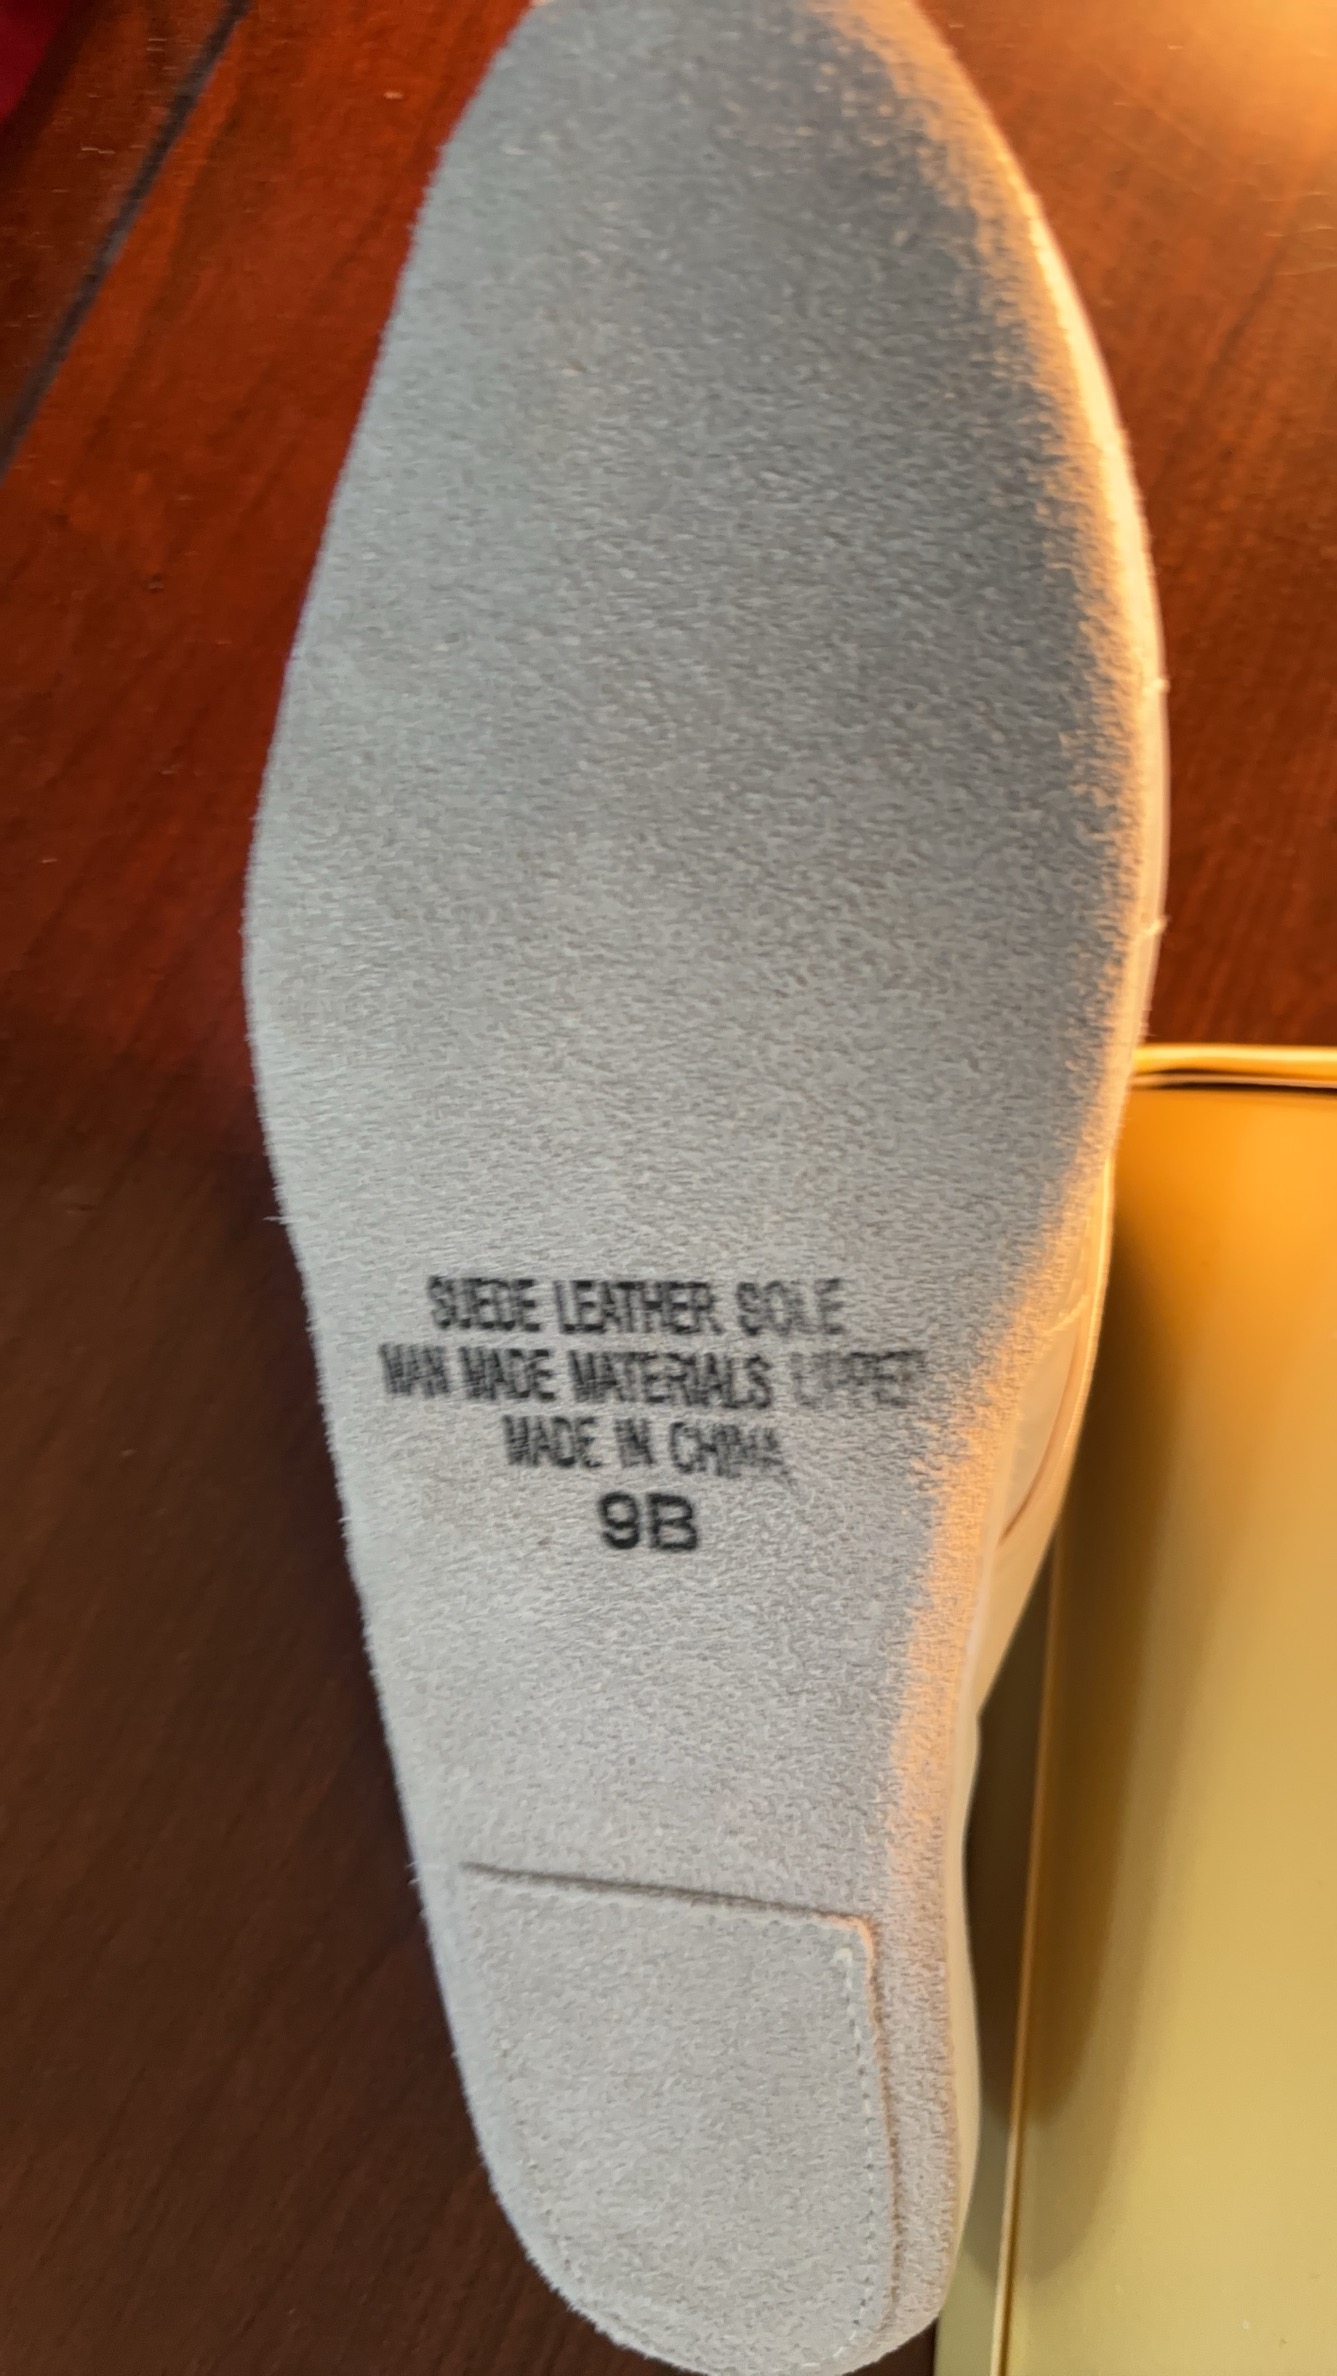 SUEDE LEATHER SOLE
MAN MADE MATERIALS UPPER
MADE IN CHINA
9B